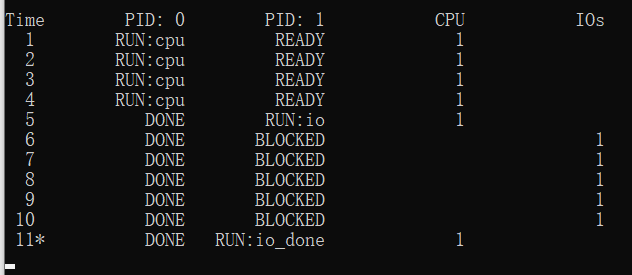 Time PID: 0 PID: 1 CPU IOs
1 RUN:cpu READY 1
2 RUN:cpu READY 1
3 RUN:cpu READY 1
4 RUN:cpu READY 1
5 DONE RUN:io 1
6 DONE BLOCKED 1
7 DONE BLOCKED 1
8 DONE BLOCKED 1
9 DONE BLOCKED 1
10 DONE BLOCKED 1
11* DONE RUN:io_done 1